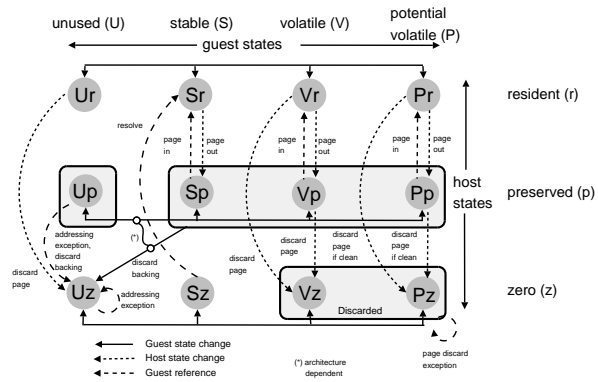 unused (U) stable (S) volatile (V) potential
volatile (P)
guest states
Ur Sr Vr Pr resident (r)
resolve
page in page out page in page out page in page out
host states
Up Sp Vp Pp preserved (p)
addressing exception, discard backing
(*)
discard page
discard backing
discard page
discard page
discard page if clean
discard page if clean
Uz Sz Vz Pz zero (z)
addressing exception
Discarded
page discard exception
Guest state change
Host state change
Guest reference
(*) architecture dependent